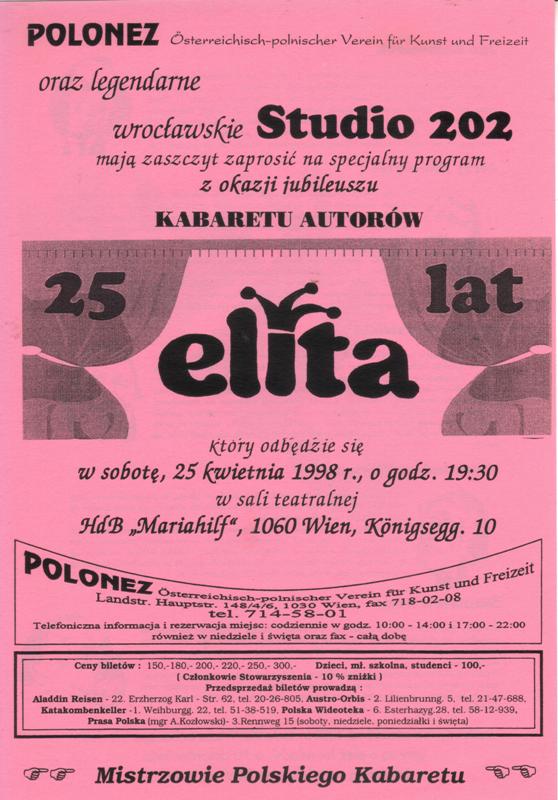 POLONEZ Österreichisch-polnischer Verein für Kunst und Freizeit
oraz legendarne
wrocławskie Studio 202
mają zaszczyt zaprosić na specjalny program
z okazji jubileuszu
KABARETU AUTORÓW
25 lat
elita
który odbędzie się
w sobotę, 25 kwietnia 1998 r., o godz. 19:30
w sali teatralnej
HdB „Mariahilf“, 1060 Wien, Königsegg. 10
POLONEZ Österreichisch-polnischer Verein für Kunst und Freizeit
Landstr. Hauptstr. 148/4/6, 1030 Wien, fax 718-02-08
tel. 714-58-01
Telefoniczna informacja i rezerwacja miejsc: codziennie w godz. 10:00 - 14:00 i 17:00 - 22:00
również w niedziele i święta oraz fax - całą dobę
Ceny biletów : 150,-180,- 200,- 220,- 250,- 300,- Dzieci, mł. szkolna, studenci - 100,-
( Członkowie Stowarzyszenia - 10 % zniżki )
Przedsprzedaż biletów prowadzą :
Aladdin Reisen - 22. Erzherzog Karl - Str. 62, tel. 20-26-805, Austro-Orbis - 2. Lilienbrunng. 5, tel. 21-47-688,
Katakombenkeller -1. Weihburgg. 22, tel. 51-38-519, Polska Wideoteka - 6. Esterhazyg.28, tel. 58-12-939,
Prasa Polska (mgr A.Kozłowski)- 3.Rennweg 15 (soboty, niedziele, poniedziałki i święta)
Mistrzowie Polskiego Kabaretu